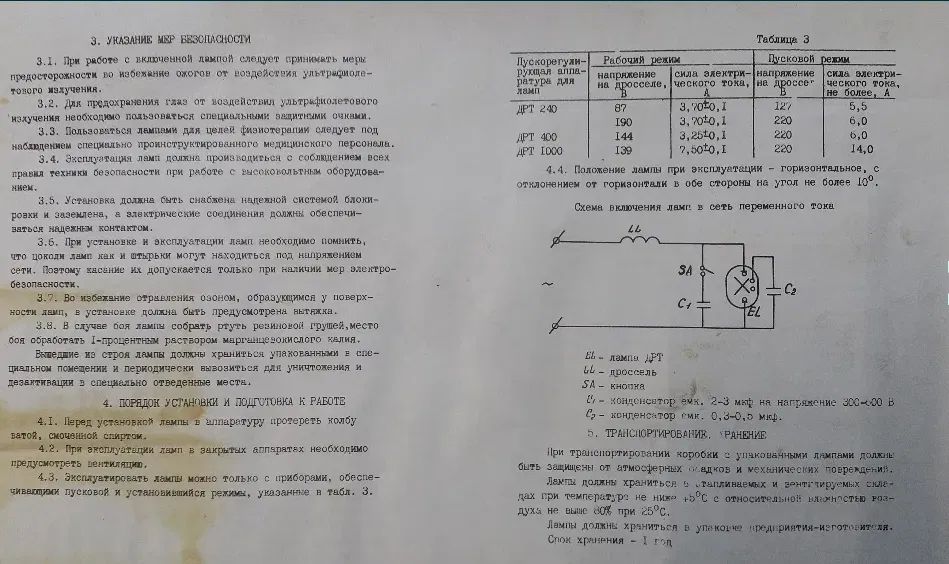 3. УКАЗАНИЕ МЕР БЕЗОПАСНОСТИ
3.1. При работе с включенной лампой следует принимать меры
предосторожности во избежание ожогов от воздействия ультрафиоле-
тового излучения.
3.2. Для предохранения глаз от воздействия ультрафиолетового
излучения необходимо пользоваться специальными защитными очками.
3.3. Пользоваться лампами для целей физиотерапии следует под
наблюдением специально проинструктированного медицинского персонала.
3.4. Эксплуатация ламп должна производиться с соблюдением всех
правил техники безопасности при работе с высоковольтным оборудова-
нием.
3.5. Установка должна быть снабжена надежной системой блоки-
ровки и заземлена, а электрические соединения должны обеспечи-
ваться надежным контактом.
3.6. При установке и эксплуатации ламп необходимо помнить,
что цоколи ламп как и штырьки могут находиться под напряжением
сети. Поэтому касание их допускается только при наличии мер электро-
безопасности.
3.7. Во избежание отравления озоном, образующимся у поверх-
ности ламп, в установке должна быть предусмотрена вытяжка.
3.8. В случае боя лампы собрать ртуть резиновой грушей,место
боя обработать I-процентным раствором марганцевокислого калия.
Вышедшие из строя лампы должны храниться упакованными в спе-
циальном помещении и периодически вывозиться для уничтожения и
дезактивации в специально отведенные места.
4. ПОРЯДОК УСТАНОВКИ И ПОДГОТОВКА К РАБОТЕ
4.1. Перед установкой лампы в аппаратуру протереть колбу
ватой, смоченной спиртом.
4.2. При эксплуатации ламп в закрытых аппаратах необходимо
предусмотреть вентиляцию.
4.3. Эксплуатировать лампы можно только с приборами, обеспе-
чивающими пусковой и установившийся режимы, указанные в табл. 3.
Таблица 3
Пускорегули-
рующая аппа-
ратура для
ламп
Рабочий режим
Пусковой режим
напряжение
на дросселе,
В
сила электри-
ческого тока,
А
напряжение
на дросселе
В
сила электри-
ческого тока,
не более, А
ДРТ 240 87 3,70±0,I 127 5,5
190 3,70±0,I 220 6,0
ДРТ 400 144 3,25±0,I 220 6,0
ДРТ 1000 139 7,50±0,I 220 14,0
4.4. Положение лампы при эксплуатации - горизонтальное, с
отклонением от горизонтали в обе стороны на угол не более 10°.
Схема включения ламп в сеть переменного тока
LL
SA
~
C₁
EL
C₂
EL - лампа ДРТ
LL - дроссель
SA - кнопка
C₁ - конденсатор емк. 2-3 мкф на напряжение 300-600 В
C₂ - конденсатор емк. 0,3-0,5 мкф.
5. ТРАНСПОРТИРОВАНИЕ, ХРАНЕНИЕ
При транспортировании коробки с упакованными лампами должны
быть защищены от атмосферных осадков и механических повреждений.
Лампы должны храниться в отапливаемых и вентилируемых скла-
дах при температуре не ниже +5°С с относительной влажностью воз-
духа не выше 80% при 25°С.
Лампы должны храниться в упаковке предприятия-изготовителя.
Срок хранения - I год